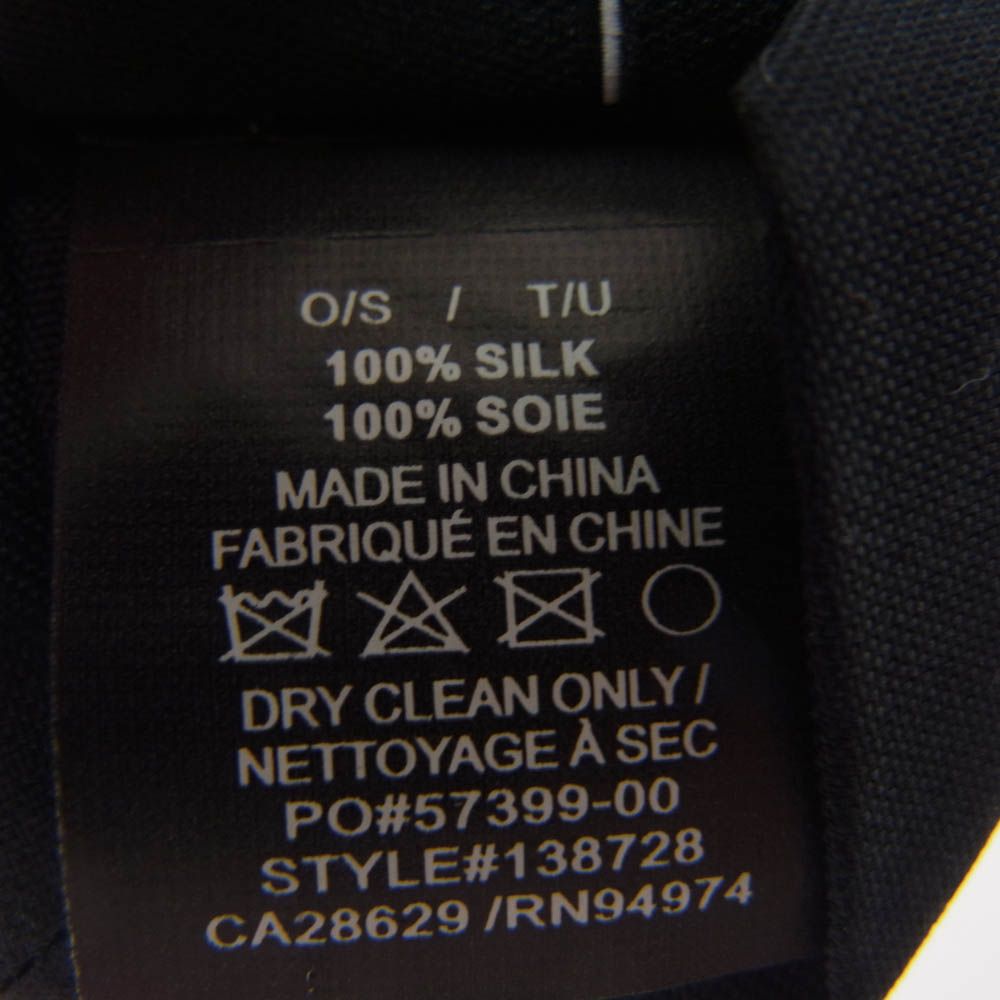 O/S / T/U
100% SILK
100% SOIE
MADE IN CHINA
FABRIQUÉ EN CHINE
DRY CLEAN ONLY /
NETTOYAGE À SEC
PO#57399-00
STYLE#138728
CA28629 /RN94974